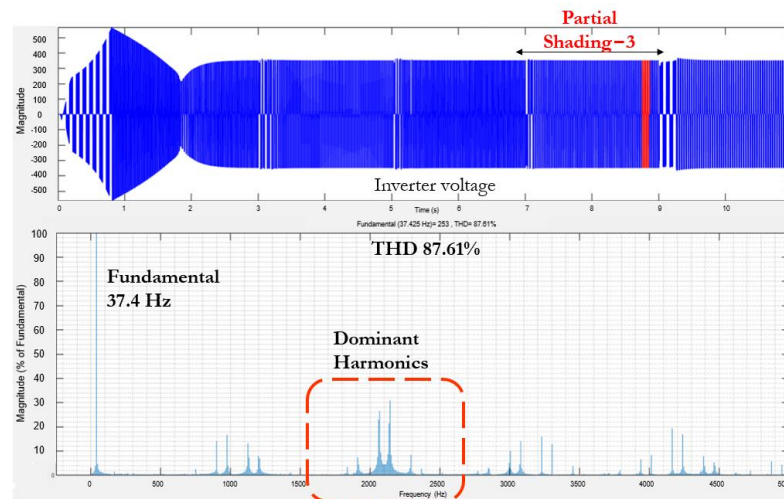 Partial
Shading−3
500
400
300
200
100
0
-100
-200
-300
-400
-500
Magnitude
Inverter voltage
0 1 2 3 4 5 6 7 8 9 10
Time (s)
Fundamental (37.425 Hz)= 253 , THD= 87.61%
THD 87.61%
Fundamental
37.4 Hz
Dominant
Harmonics
100
90
80
70
60
50
40
30
20
10
0
Magnitude (% of Fundamental)
0 500 1000 1500 2000 2500 3000 3500 4000 4500
Frequency (Hz)